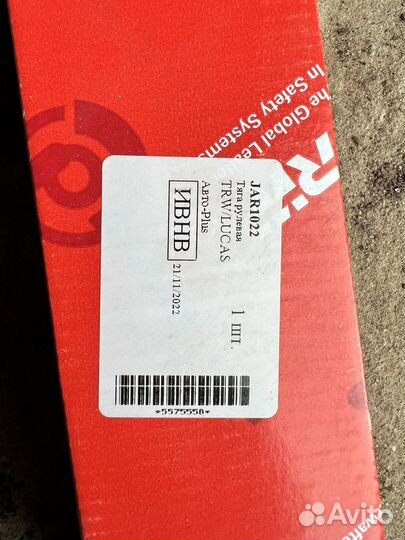 The Global Lea
In Safety Systems
JAR1022
Тяга рулевая
TRW/LUCAS
1 шт.
Авто-Plus
ИВНВ
21/11/2022
*5575558*
Avito